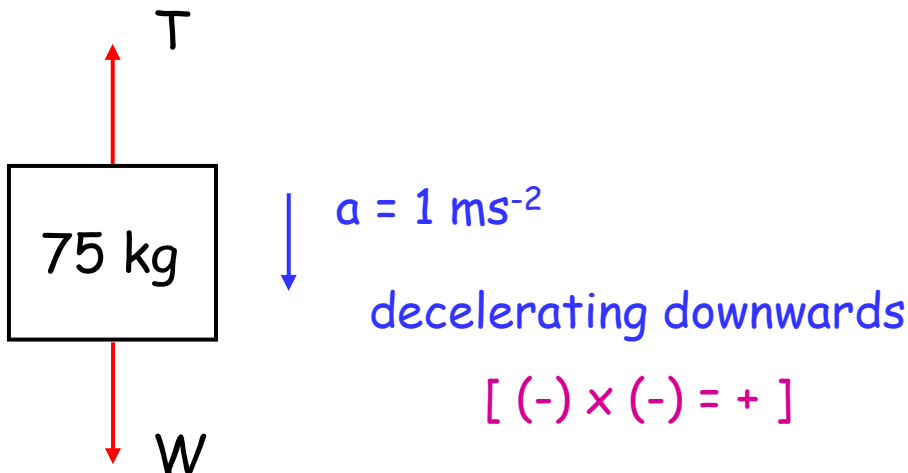 T
a = 1 ms⁻²
75 kg
decelerating downwards
[ (-) × (-) = + ]
W